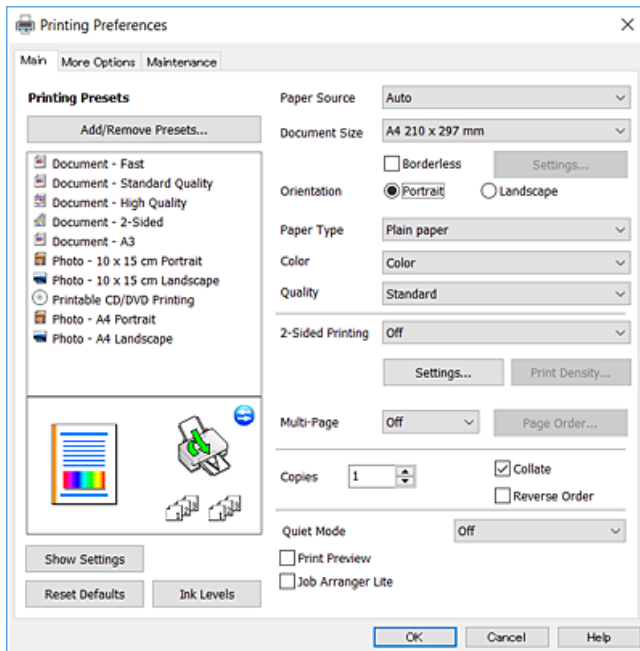 Printing Preferences
Main
More Options
Maintenance
Printing Presets
Add/Remove Presets...
Document - Fast
Document - Standard Quality
Document - High Quality
Document - 2-Sided
Document - A3
Photo - 10 x 15 cm Portrait
Photo - 10 x 15 cm Landscape
Printable CD/DVD Printing
Photo - A4 Portrait
Photo - A4 Landscape
Show Settings
Reset Defaults
Ink Levels
Paper Source
Auto
Document Size
A4 210 x 297 mm
Borderless
Settings...
Orientation
Portrait
Landscape
Paper Type
Plain paper
Color
Color
Quality
Standard
2-Sided Printing
Off
Settings...
Print Density...
Multi-Page
Off
Page Order...
Copies
1
Collate
Reverse Order
Quiet Mode
Off
Print Preview
Job Arranger Lite
OK
Cancel
Help